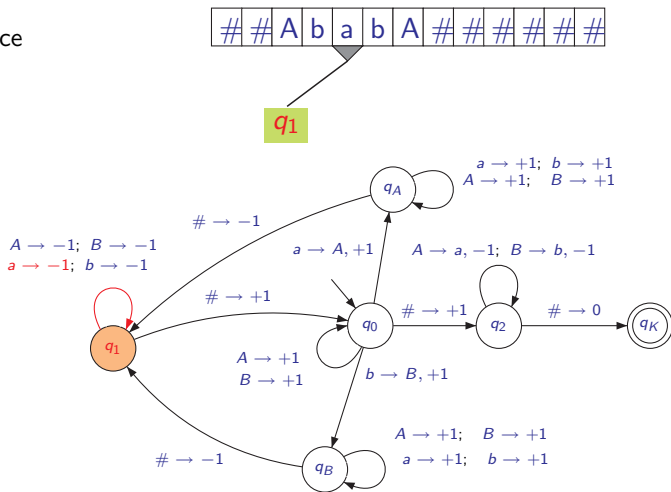 ce
# # A b a b A # # # # # #
q1
qA
a → +1; b → +1
A → +1; B → +1
# → −1
A → −1; B → −1
a → −1; b → −1
a → A, +1
A → a, −1; B → b, −1
# → +1
q1
q0
# → +1
q2
# → 0
qK
A → +1
B → +1
b → B, +1
A → +1; B → +1
a → +1; b → +1
# → −1
qB